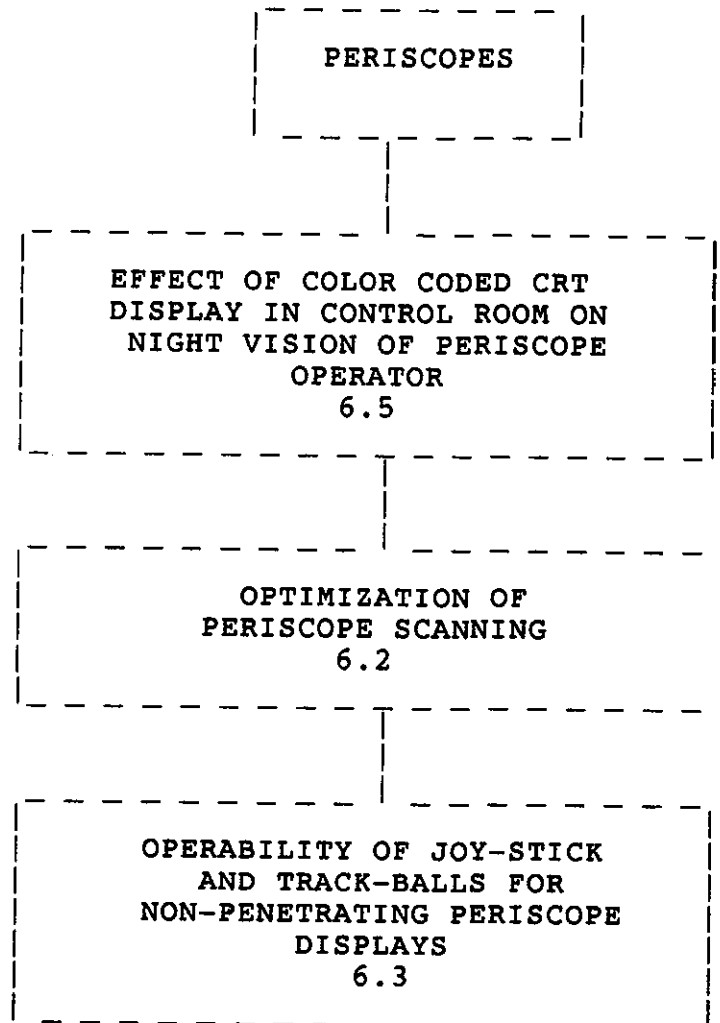 PERISCOPES
EFFECT OF COLOR CODED CRT
DISPLAY IN CONTROL ROOM ON
NIGHT VISION OF PERISCOPE
OPERATOR
6.5
OPTIMIZATION OF
PERISCOPE SCANNING
6.2
OPERABILITY OF JOY-STICK
AND TRACK-BALLS FOR
NON-PENETRATING PERISCOPE
DISPLAYS
6.3